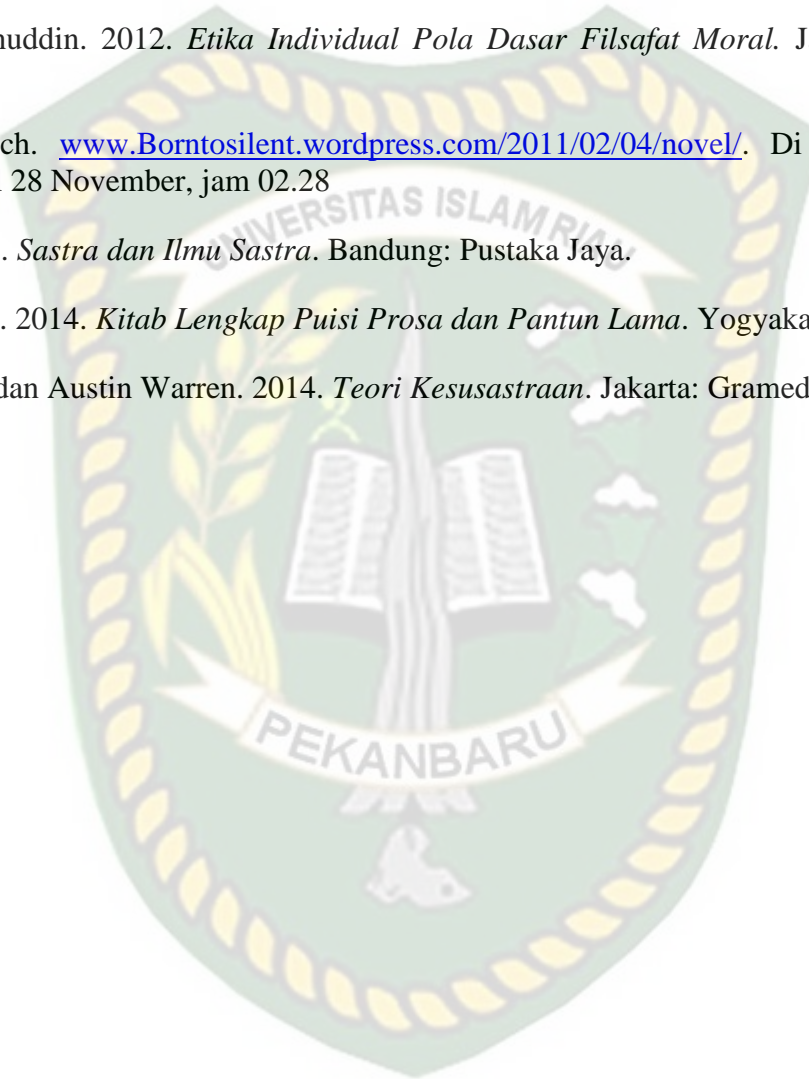 nuddin. 2012. Etika Individual Pola Dasar Filsafat Moral. J
ch. www.Borntosilent.wordpress.com/2011/02/04/novel/. Di
28 November, jam 02.28
UNIVERSITAS ISLAM RIAU
. Sastra dan Ilmu Sastra. Bandung: Pustaka Jaya.
. 2014. Kitab Lengkap Puisi Prosa dan Pantun Lama. Yogyaka
dan Austin Warren. 2014. Teori Kesusastraan. Jakarta: Gramed
PEKANBARU